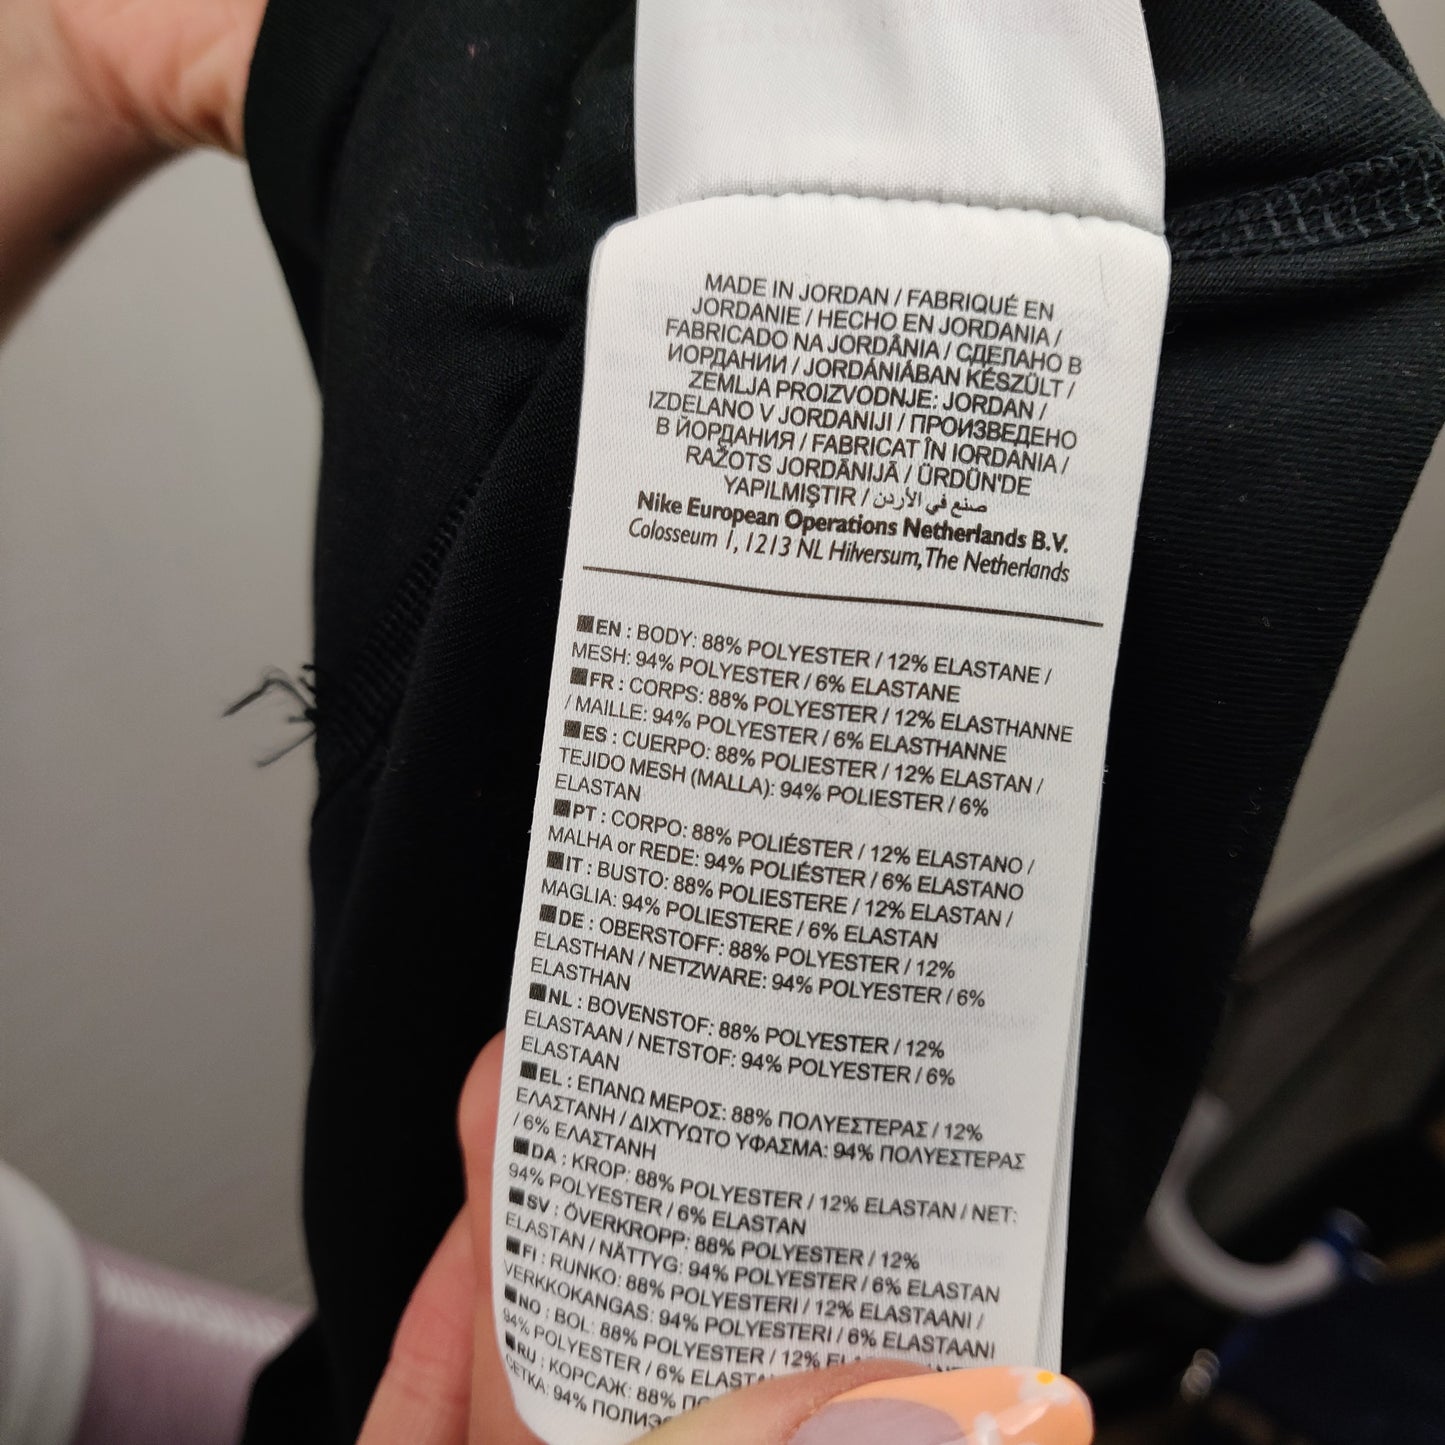 MADE IN JORDAN / FABRIQUÉ EN
JORDANIE / HECHO EN JORDANIA /
FABRICADO NA JORDÂNIA / СДЕЛАНО В
ИОРДАНИИ / JORDÁNIÁBAN KÉSZÜLT /
ZEMLJA PROIZVODNJE: JORDAN /
IZDELANO V JORDANIJI / ПРОИЗВЕДЕНО
В ЙОРДАНИЯ / FABRICAT ÎN IORDANIA /
RAŽOTS JORDĀNIJĀ / ÜRDÜN'DE
YAPILMIŞTIR / صنع في الأردن
Nike European Operations Netherlands B.V.
Colosseum 1, 1213 NL Hilversum, The Netherlands
EN : BODY: 88% POLYESTER / 12% ELASTANE /
MESH: 94% POLYESTER / 6% ELASTANE
FR : CORPS: 88% POLYESTER / 12% ELASTHANNE
/ MAILLE: 94% POLYESTER / 6% ELASTHANNE
ES : CUERPO: 88% POLIESTER / 12% ELASTAN /
TEJIDO MESH (MALLA): 94% POLIESTER / 6%
ELASTAN
PT : CORPO: 88% POLIÉSTER / 12% ELASTANO /
MALHA or REDE: 94% POLIÉSTER / 6% ELASTANO
IT : BUSTO: 88% POLIESTERE / 12% ELASTAN /
MAGLIA: 94% POLIESTERE / 6% ELASTAN
DE : OBERSTOFF: 88% POLYESTER / 12%
ELASTHAN / NETZWARE: 94% POLYESTER / 6%
ELASTHAN
NL : BOVENSTOF: 88% POLYESTER / 12%
ELASTAAN / NETSTOF: 94% POLYESTER / 6%
ELASTAAN
EL : ΕΠΑΝΩ ΜΕΡΟΣ: 88% ΠΟΛΥΕΣΤΕΡΑΣ / 12%
ΕΛΑΣΤΑΝΗ / ΔΙΧΤΥΩΤΟ ΥΦΑΣΜΑ: 94% ΠΟΛΥΕΣΤΕΡΑΣ
/ 6% ΕΛΑΣΤΑΝΗ
DA : KROP: 88% POLYESTER / 12% ELASTAN / NET:
94% POLYESTER / 6% ELASTAN
SV : ÖVERKROPP: 88% POLYESTER / 12%
ELASTAN / NÄTTYG: 94% POLYESTER / 6% ELASTAN
FI : RUNKO: 88% POLYESTERI / 12% ELASTAANI /
VERKKOKANGAS: 94% POLYESTERI / 6% ELASTAANI
NO : BOL: 88% POLYESTER / 12%
94% POLYESTER / 6%
RU : КОРСАЖ: 88%
СЕТКА: 94%